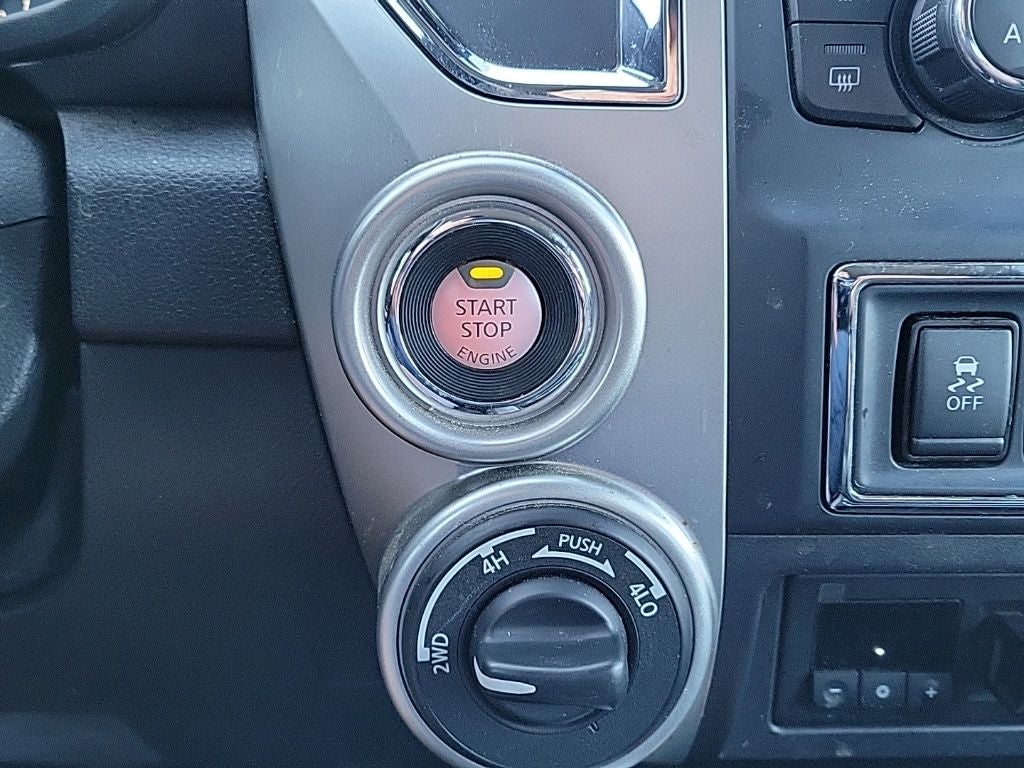 A
START
STOP
ENGINE
OFF
2WD
4H
PUSH
4LO
- +